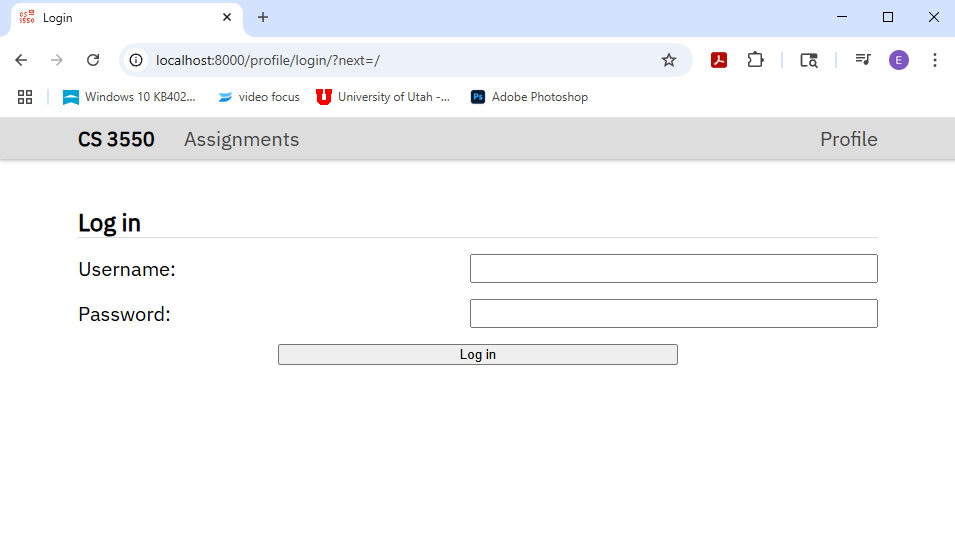 CS
3550
Login
localhost:8000/profile/login/?next=/
E
Windows 10 KB402...
video focus
University of Utah -...
Ps
Adobe Photoshop
CS 3550
Assignments
Profile
Log in
Username:
Password:
Log in